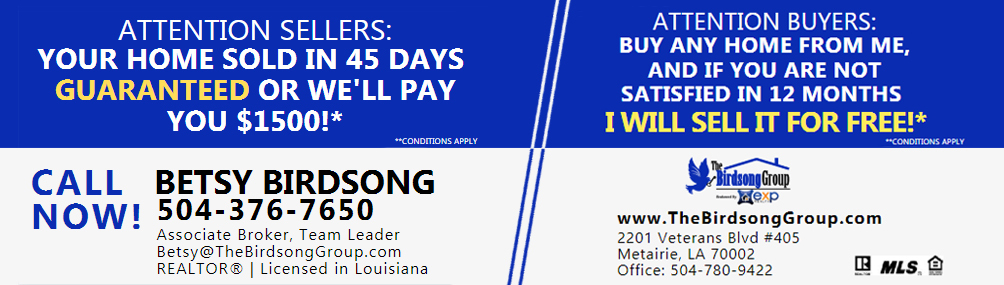 ATTENTION SELLERS:
YOUR HOME SOLD IN 45 DAYS
GUARANTEED OR WE'LL PAY
YOU $1500!*
**CONDITIONS APPLY
CALL
NOW!
BETSY BIRDSONG
504-376-7650
Associate Broker, Team Leader
Betsy@TheBirdsongGroup.com
REALTOR® | Licensed in Louisiana
ATTENTION BUYERS:
BUY ANY HOME FROM ME,
AND IF YOU ARE NOT
SATISFIED IN 12 MONTHS
I WILL SELL IT FOR FREE!*
**CONDITIONS APPLY
The
BirdsongGroup
exp
www.TheBirdsongGroup.com
2201 Veterans Blvd #405
Metairie, LA 70002
Office: 504-780-9422
MLS